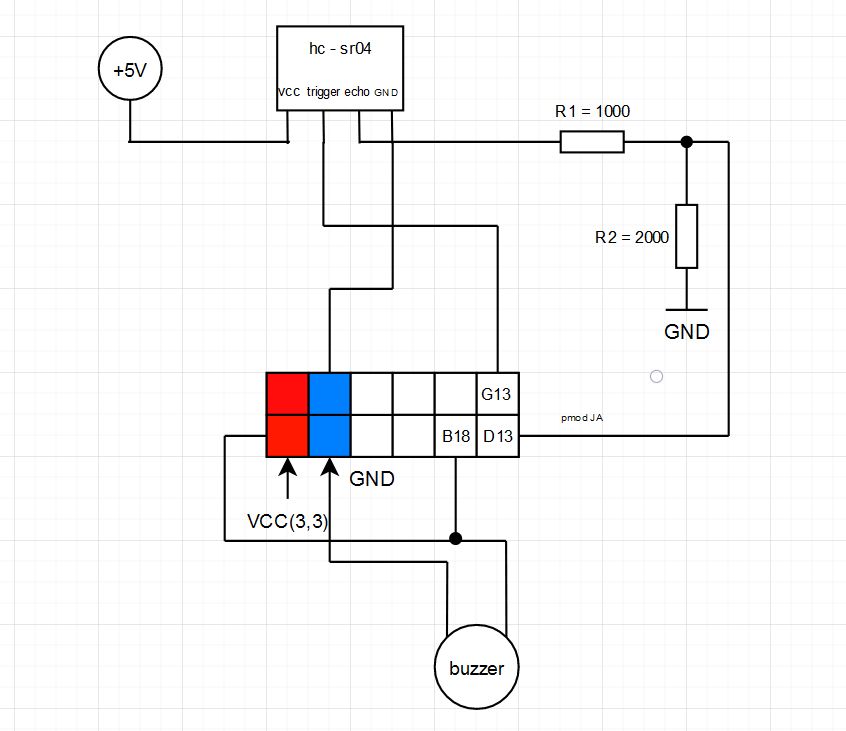 hc - sr04
+5V
VCC trigger echo GND
R1 = 1000
R2 = 2000
GND
G13
pmod JA
B18 D13
GND
VCC(3,3)
buzzer